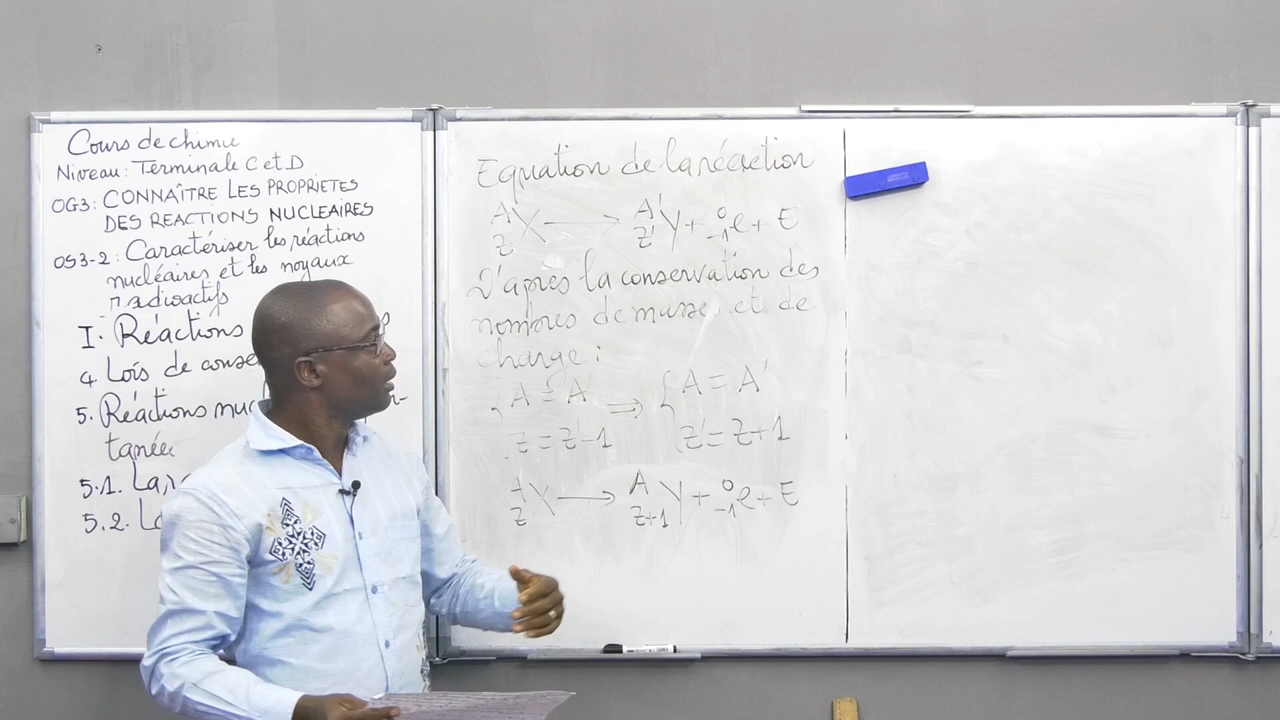 Cours de chimie
Niveau: Terminale C et D
OG3: CONNAÎTRE LES PROPRIETES
DES REACTIONS NUCLEAIRES
OS3-2: Caractériser les réactions
nucléaires et les noyaux
radioactifs
I. Réactions
4. Lois de conse
5. Réactions nuc
tanée
5.1. La r
5.2. La
Equation de la réaction
A/Z X → A'/Z' Y + 0/-1 e + E
D'après la conservation des
nombres de masse et de
charge :
{ A = A' ⇒ { A = A'
{ Z = Z'-1 { Z' = Z+1
A/Z X → A/Z+1 Y + 0/-1 e + E